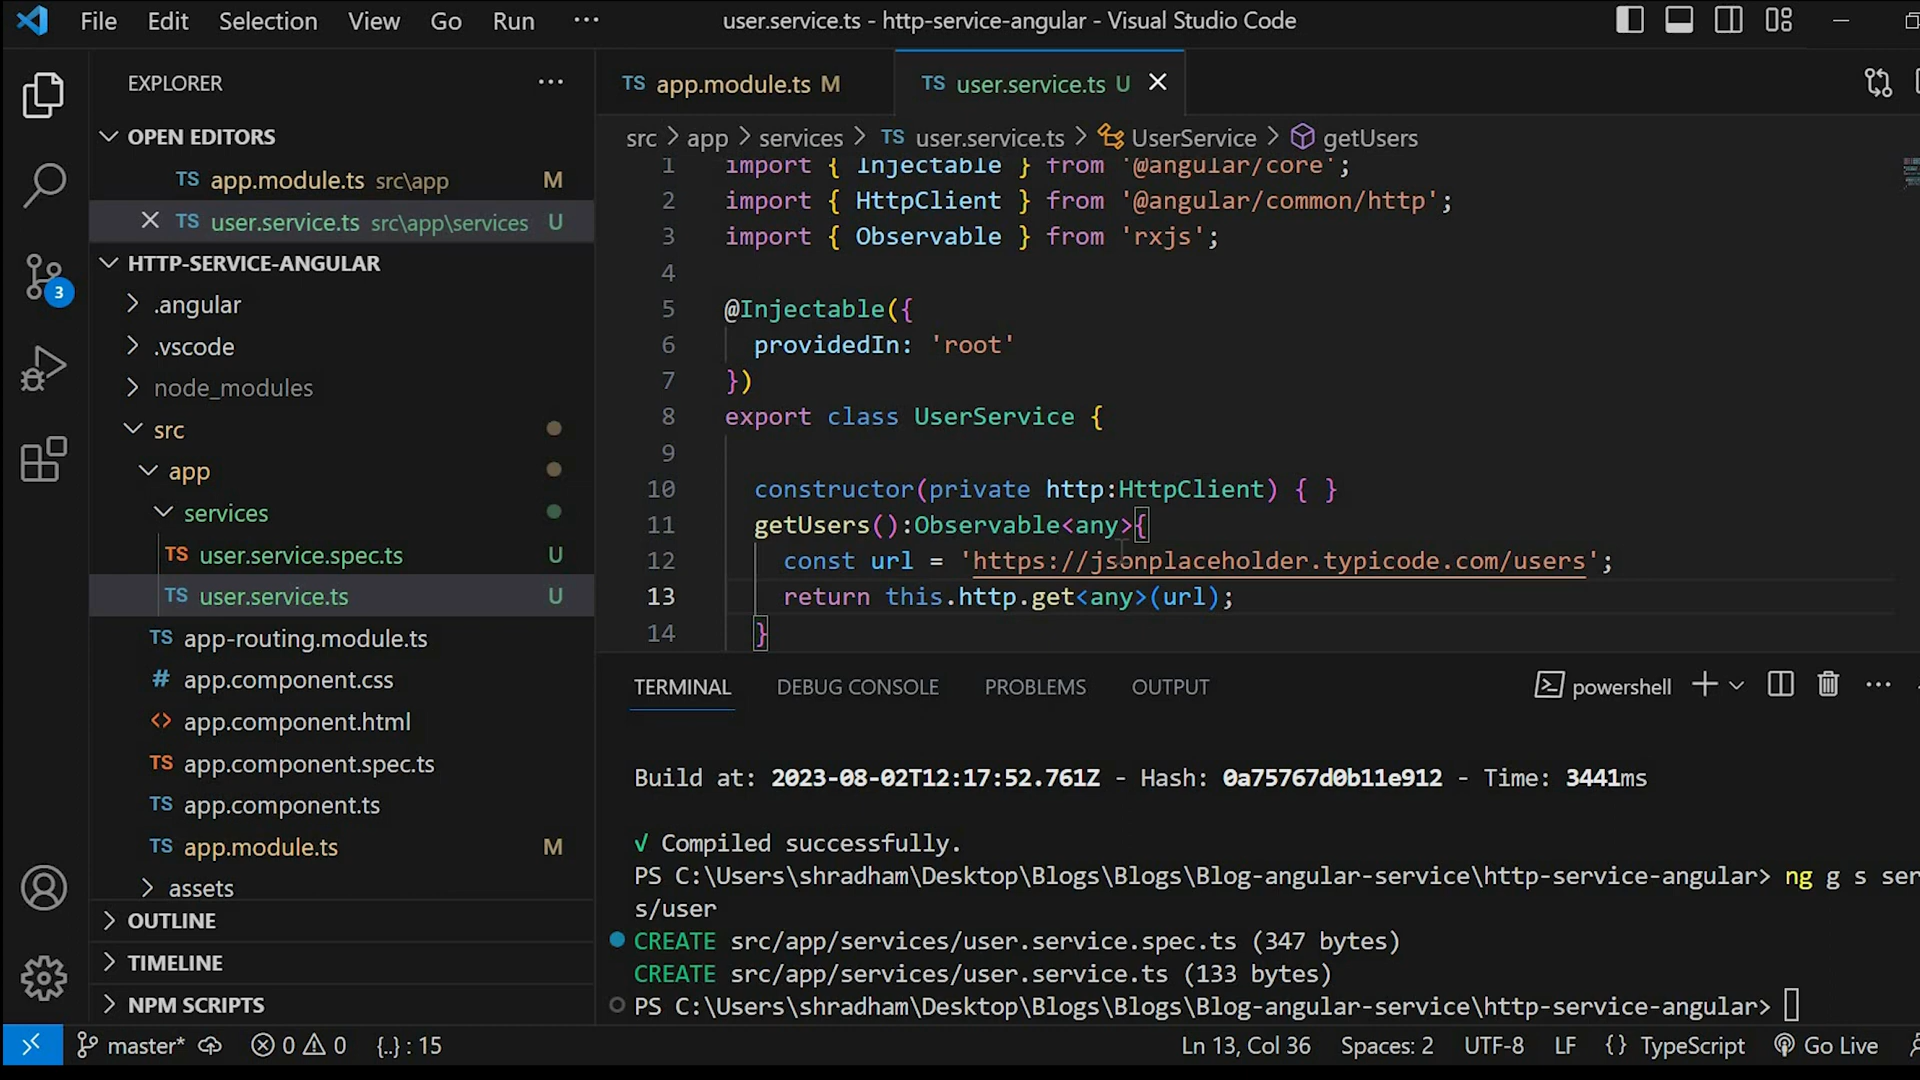 File Edit Selection View Go Run ··· user.service.ts - http-service-angular - Visual Studio Code
EXPLORER ···
OPEN EDITORS
TS app.module.ts src\app M
TS user.service.ts src\app\services U
HTTP-SERVICE-ANGULAR
.angular
.vscode
node_modules
src
app
services
TS user.service.spec.ts U
TS user.service.ts U
TS app-routing.module.ts
# app.component.css
<> app.component.html
TS app.component.spec.ts
TS app.component.ts
TS app.module.ts M
assets
OUTLINE
TIMELINE
NPM SCRIPTS
3
TS app.module.ts M TS user.service.ts U
src > app > services > TS user.service.ts > UserService > getUsers
1 import { Injectable } from '@angular/core';
2 import { HttpClient } from '@angular/common/http';
3 import { Observable } from 'rxjs';
4
5 @Injectable({
6 providedIn: 'root'
7 })
8 export class UserService {
9
10 constructor(private http:HttpClient) { }
11 getUsers():Observable<any>{
12 const url = 'https://jsonplaceholder.typicode.com/users';
13 return this.http.get<any>(url);
14 }
TERMINAL DEBUG CONSOLE PROBLEMS OUTPUT powershell ···
Build at: 2023-08-02T12:17:52.761Z - Hash: 0a75767d0b11e912 - Time: 3441ms
√ Compiled successfully.
PS C:\Users\shradham\Desktop\Blogs\Blogs\Blog-angular-service\http-service-angular> ng g s ser
s/user
CREATE src/app/services/user.service.spec.ts (347 bytes)
CREATE src/app/services/user.service.ts (133 bytes)
PS C:\Users\shradham\Desktop\Blogs\Blogs\Blog-angular-service\http-service-angular>
master* 0 0 {..} : 15 Ln 13, Col 36 Spaces: 2 UTF-8 LF {} TypeScript Go Live